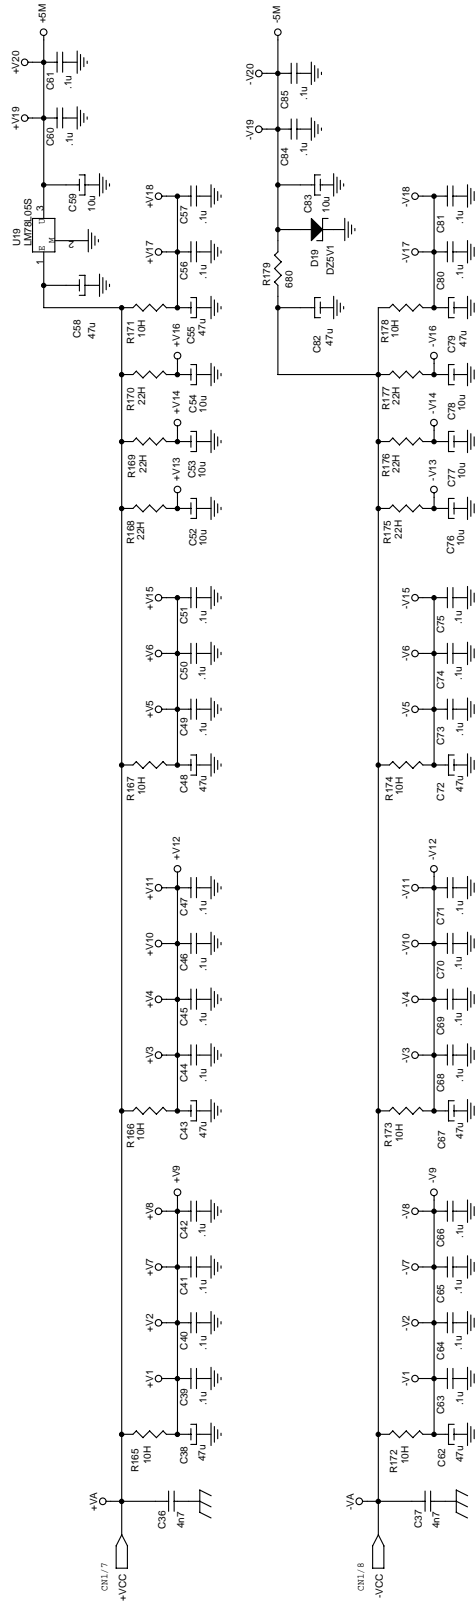 CN1/7
+VCC
+VA
C36
4n7
R165
10H
C38
47u
+V1
C39
.1u
+V2
C40
.1u
+V7
C41
.1u
+V8
C42
.1u
+V9
R166
10H
C43
47u
+V3
C44
.1u
+V4
C45
.1u
+V10
C46
.1u
+V11
C47
.1u
+V12
R167
10H
C48
47u
+V5
C49
.1u
+V6
C50
.1u
+V15
C51
.1u
R168
22H
+V13
C52
10u
R169
22H
+V14
C53
10u
R170
22H
+V16
C54
10u
R171
10H
C55
47u
+V17
C56
.1u
+V18
C57
.1u
C58
47u
U19
LM78L05S
1
E
M
U
2
3
C59
10u
+V19
C60
.1u
+V20
C61
.1u
+5M
CN1/8
-VCC
-VA
C37
4n7
R172
10H
C62
47u
-V1
C63
.1u
-V2
C64
.1u
-V7
C65
.1u
-V8
C66
.1u
-V9
R173
10H
C67
47u
-V3
C68
.1u
-V4
C69
.1u
-V10
C70
.1u
-V11
C71
.1u
-V12
R174
10H
C72
47u
-V5
C73
.1u
-V6
C74
.1u
-V15
C75
.1u
R175
22H
-V13
C76
10u
R176
22H
-V14
C77
10u
R177
22H
-V16
C78
10u
R178
10H
C79
47u
-V17
C80
.1u
-V18
C81
.1u
C82
47u
R179
680
D19
DZ5V1
C83
10u
-V19
C84
.1u
-V20
C85
.1u
-5M